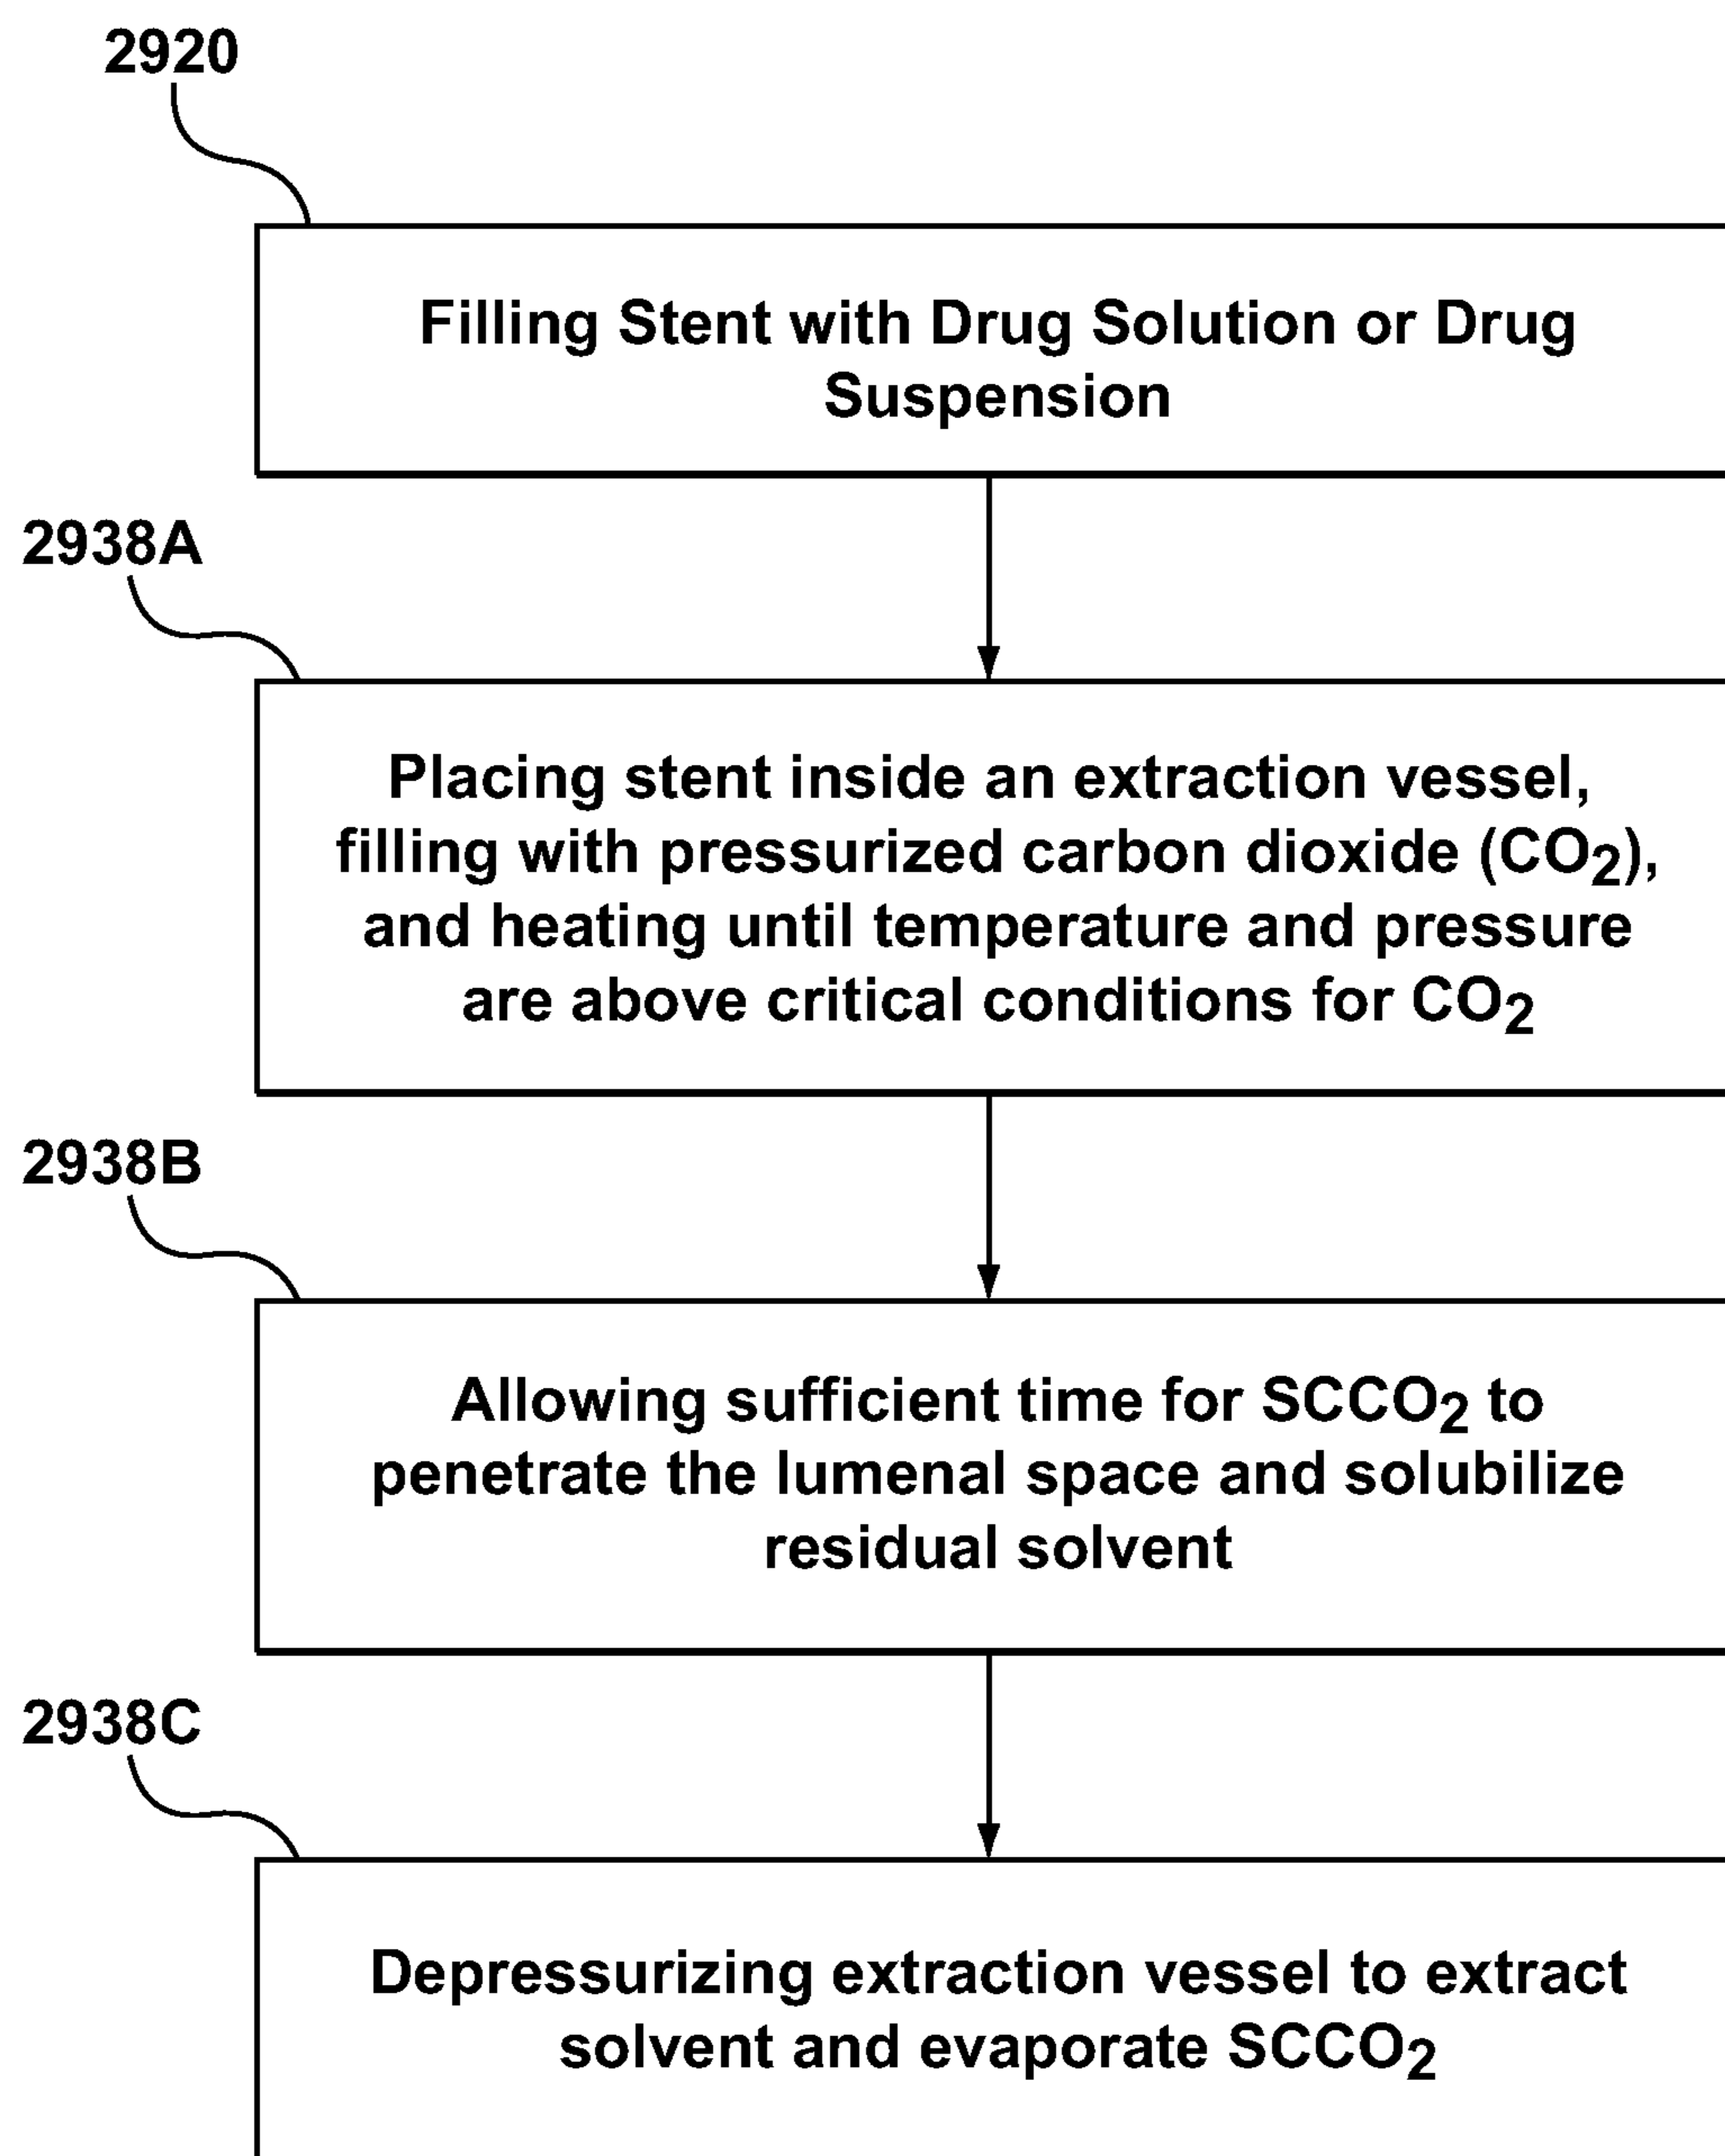 2920
Filling Stent with Drug Solution or Drug
Suspension
2938A
Placing stent inside an extraction vessel,
filling with pressurized carbon dioxide (CO₂),
and heating until temperature and pressure
are above critical conditions for CO₂
2938B
Allowing sufficient time for SCCO₂ to
penetrate the lumenal space and solubilize
residual solvent
2938C
Depressurizing extraction vessel to extract
solvent and evaporate SCCO₂